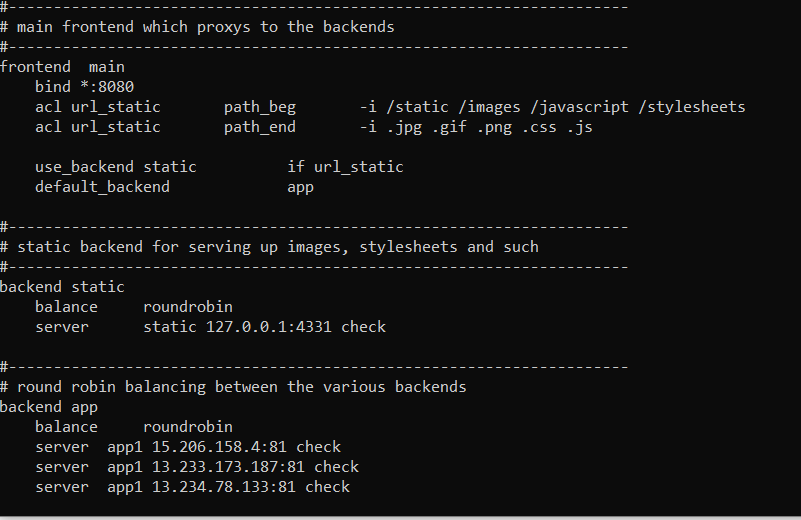 #---------------------------------------------------------------------
# main frontend which proxys to the backends
#---------------------------------------------------------------------
frontend  main
    bind *:8080
    acl url_static       path_beg       -i /static /images /javascript /stylesheets
    acl url_static       path_end       -i .jpg .gif .png .css .js

    use_backend static          if url_static
    default_backend             app

#---------------------------------------------------------------------
# static backend for serving up images, stylesheets and such
#---------------------------------------------------------------------
backend static
    balance     roundrobin
    server      static 127.0.0.1:4331 check

#---------------------------------------------------------------------
# round robin balancing between the various backends
backend app
    balance     roundrobin
    server  app1 15.206.158.4:81 check
    server  app1 13.233.173.187:81 check
    server  app1 13.234.78.133:81 check